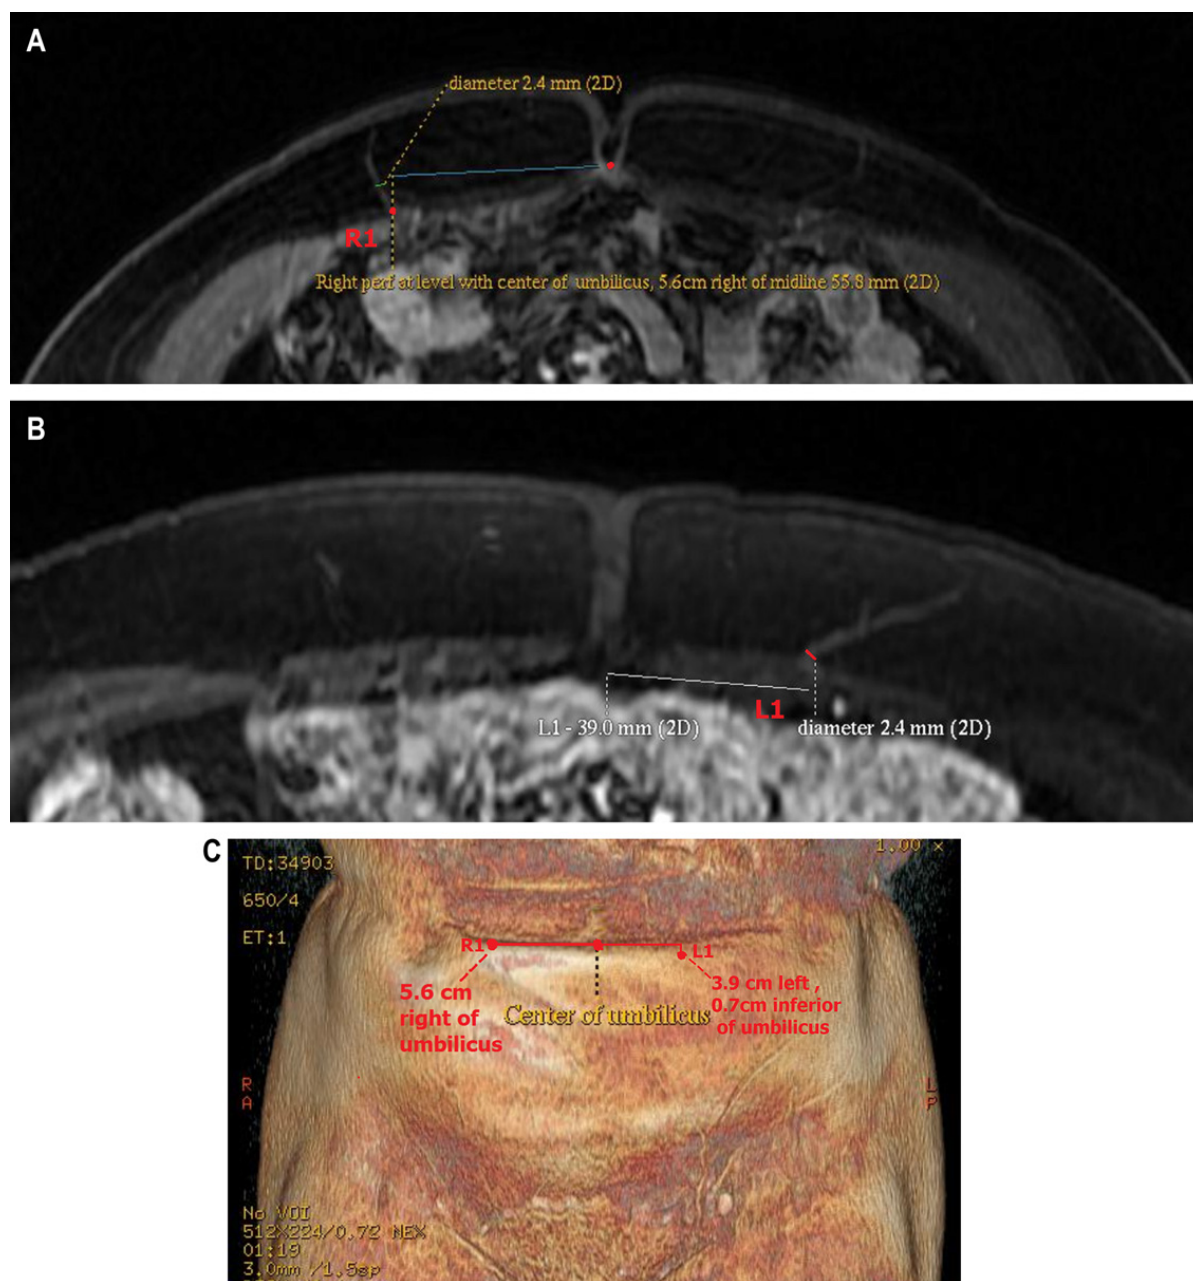 A
diameter 2.4 mm (2D)
R1
Right perf at level with center of umbilicus, 5.6cm right of midline 55.8 mm (2D)
B
L1
L1 - 39.0 mm (2D)
diameter 2.4 mm (2D)
C
1.00 x
TD:34903
650/4
ET:1
R1
L1
5.6 cm
right of
umbilicus
Center of umbilicus
3.9 cm left ,
0.7cm inferior
of umbilicus
R
A
L
P
No VOI
512X224/0.72 NEX
01:19
3.0mm /1.5sp